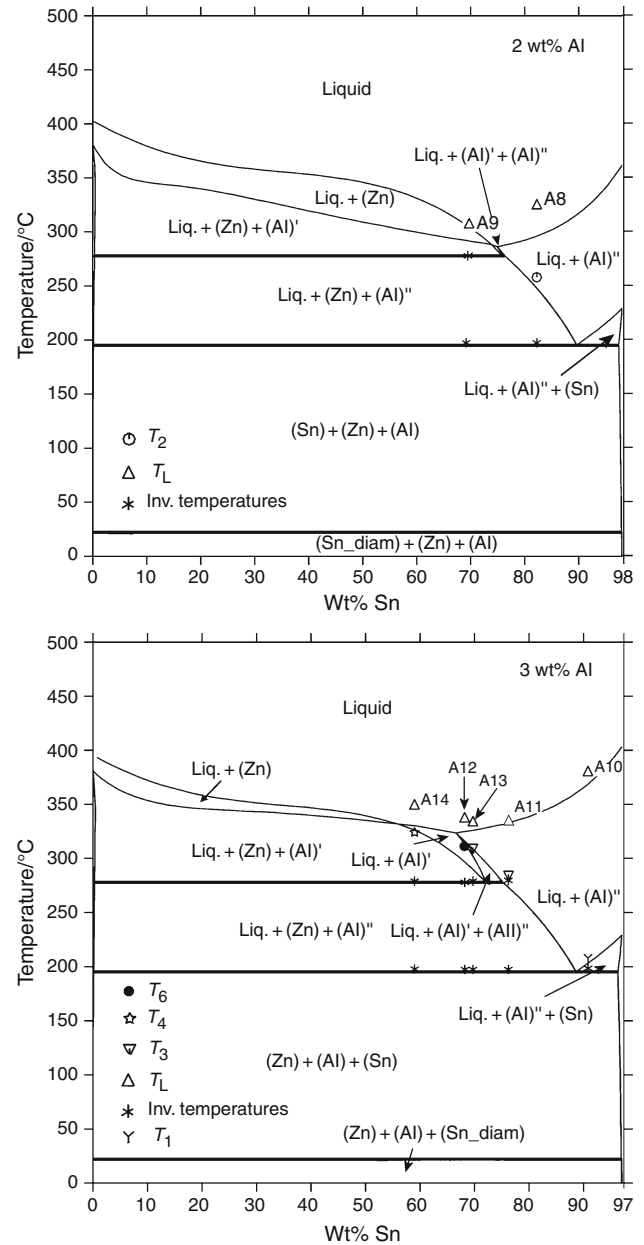 500
2 wt% Al
450
Liquid
400
Liq. + (Al)' + (Al)"
350
Liq. + (Zn)
A8
A9
300
Liq. + (Zn) + (Al)'
Liq. + (Al)"
250
Liq. + (Zn) + (Al)"
200
Liq. + (Al)" + (Sn)
150
(Sn) + (Zn) + (Al)
100
T2
TL
50
Inv. temperatures
(Sn_diam) + (Zn) + (Al)
0
Temperature/°C
0 10 20 30 40 50 60 70 80 90 98
Wt% Sn
500
3 wt% Al
450
Liquid
400
Liq. + (Zn)
A12
A10
A13
A14
A11
350
300
Liq. + (Zn) + (Al)'
Liq. + (Al)'
Liq. + (Al)"
250
Liq. + (Zn) + (Al)"
Liq. + (Al)' + (All)"
200
Liq. + (Al)" + (Sn)
T6
T4
150
T3
(Zn) + (Al) + (Sn)
100
TL
Inv. temperatures
50
T1
(Zn) + (Al) + (Sn_diam)
0
Temperature/°C
0 10 20 30 40 50 60 70 80 90 97
Wt% Sn